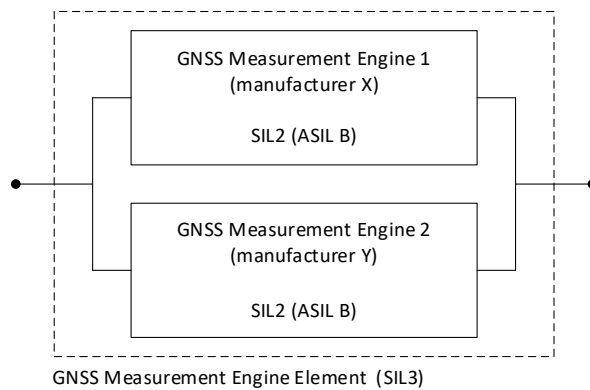 GNSS Measurement Engine 1
(manufacturer X)
SIL2 (ASIL B)
GNSS Measurement Engine 2
(manufacturer Y)
SIL2 (ASIL B)
GNSS Measurement Engine Element (SIL3)